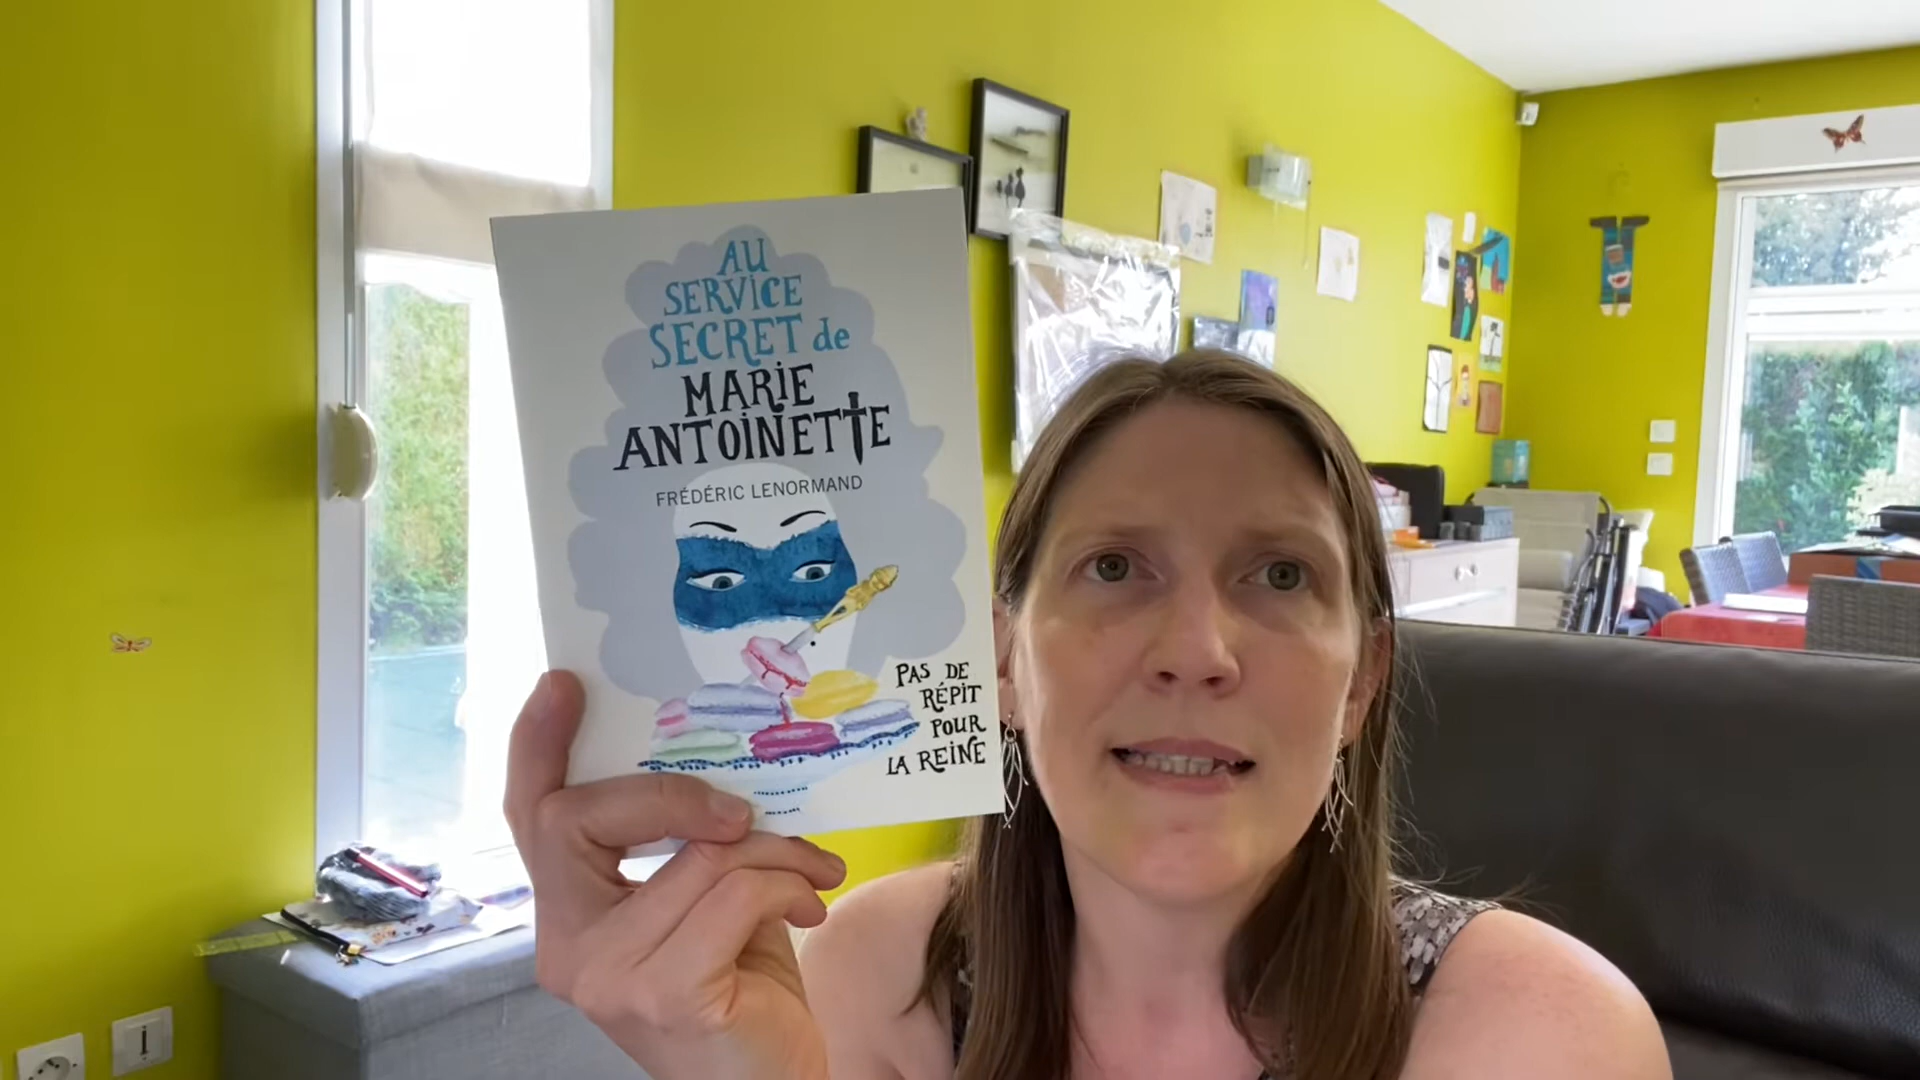 AU
SERVICE
SECRET de
MARIE
ANTOINETTE
FRÉDÉRIC LENORMAND
PAS DE
RÉPIT
POUR
LA REINE